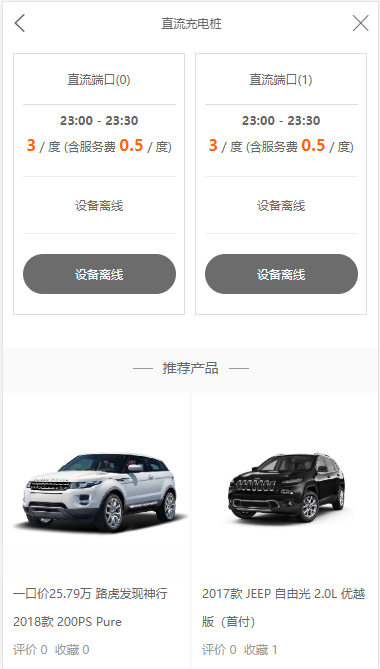 直流充电桩
直流端口(0)
23:00 - 23:30
3 / 度 (含服务费 0.5 / 度)
设备离线
设备离线
直流端口(1)
23:00 - 23:30
3 / 度 (含服务费 0.5 / 度)
设备离线
设备离线
推荐产品
一口价25.79万 路虎发现神行
2018款 200PS Pure
评价 0 收藏 0
2017款 JEEP 自由光 2.0L 优越
版（首付）
评价 0 收藏 1